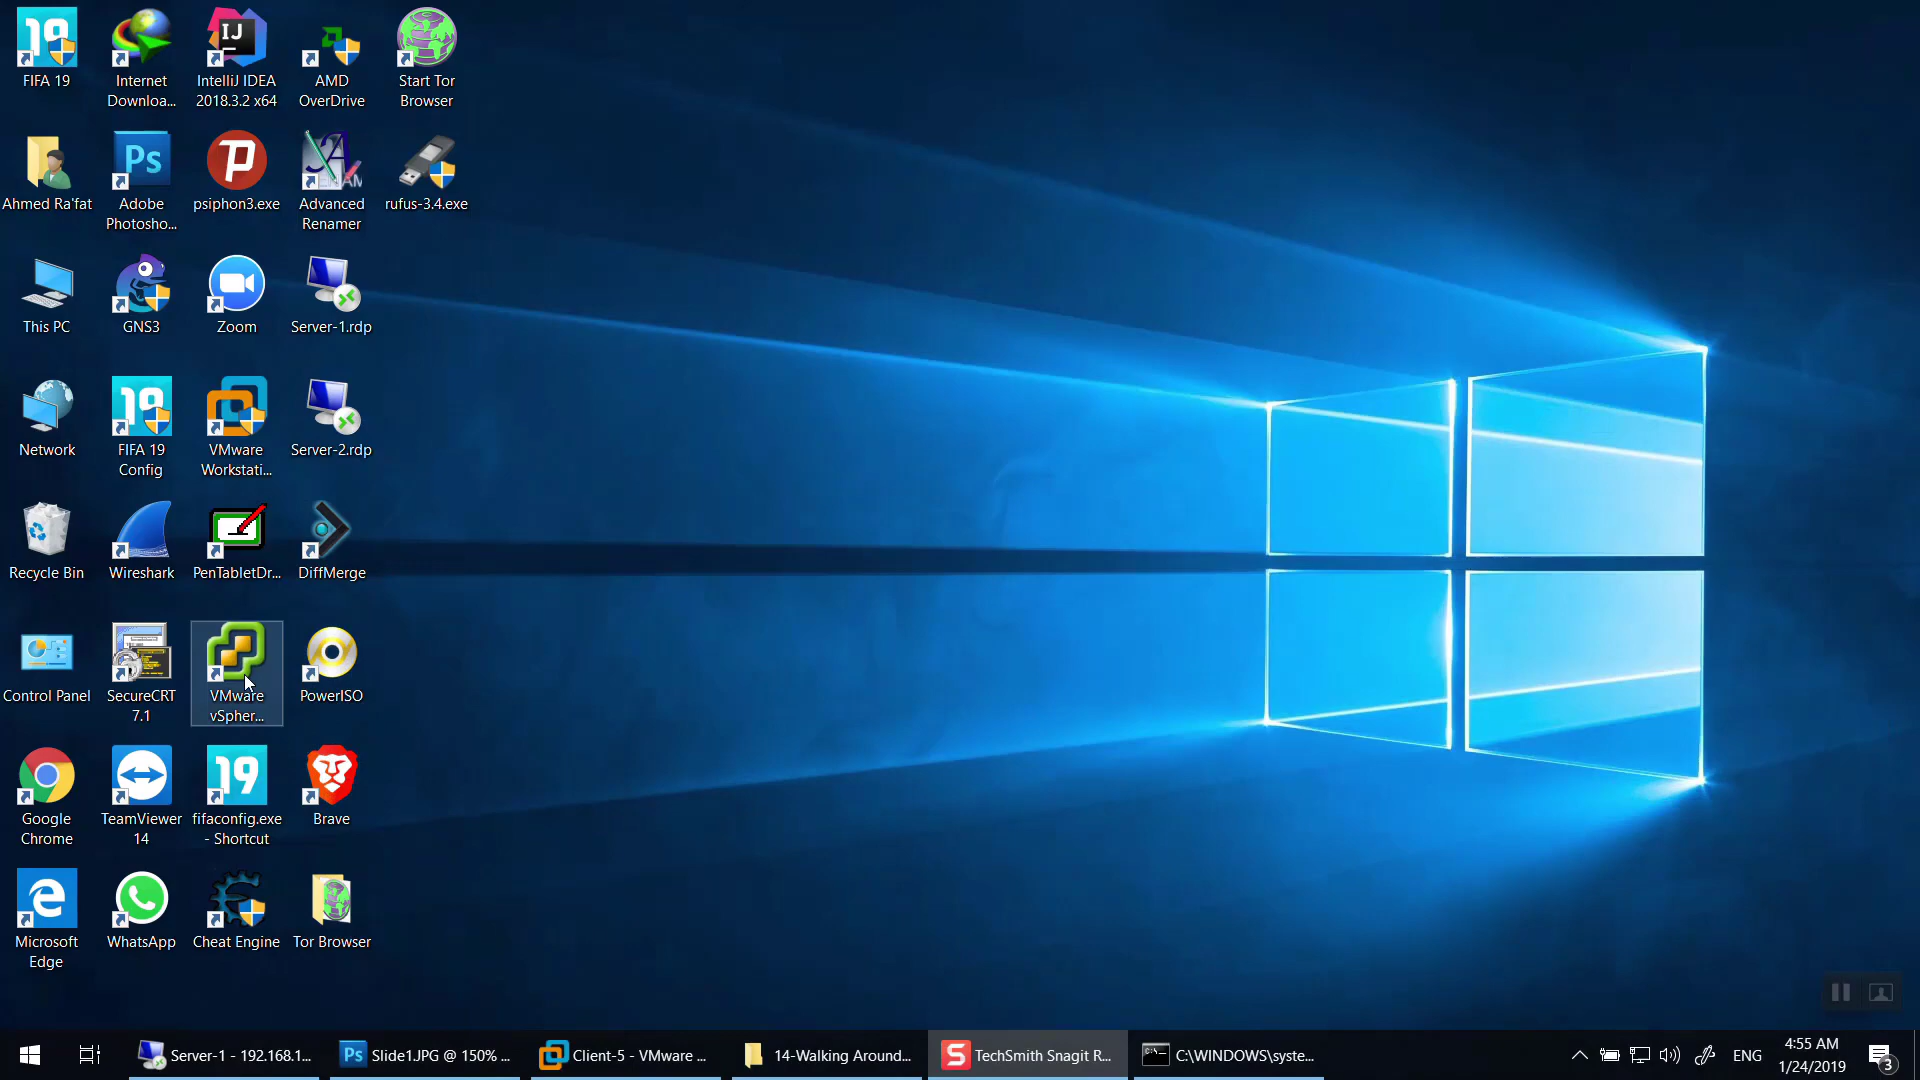 FIFA 19
Internet
Downloa...
IntelliJ IDEA
2018.3.2 x64
AMD
OverDrive
Start Tor
Browser
Ahmed Ra'fat
Adobe
Photosho...
psiphon3.exe
Advanced
Renamer
rufus-3.4.exe
This PC
GNS3
Zoom
Server-1.rdp
Network
FIFA 19
Config
VMware
Workstati...
Server-2.rdp
Recycle Bin
Wireshark
PenTabletDr...
DiffMerge
Control Panel
SecureCRT
7.1
VMware
vSpher...
PowerISO
Google
Chrome
TeamViewer
14
fifaconfig.exe
- Shortcut
Brave
Microsoft
Edge
WhatsApp
Cheat Engine
Tor Browser
Server-1 - 192.168.1...
Slide1.JPG @ 150% ...
Client-5 - VMware ...
14-Walking Around...
TechSmith Snagit R...
C:\WINDOWS\syste...
ENG
4:55 AM
1/24/2019
3